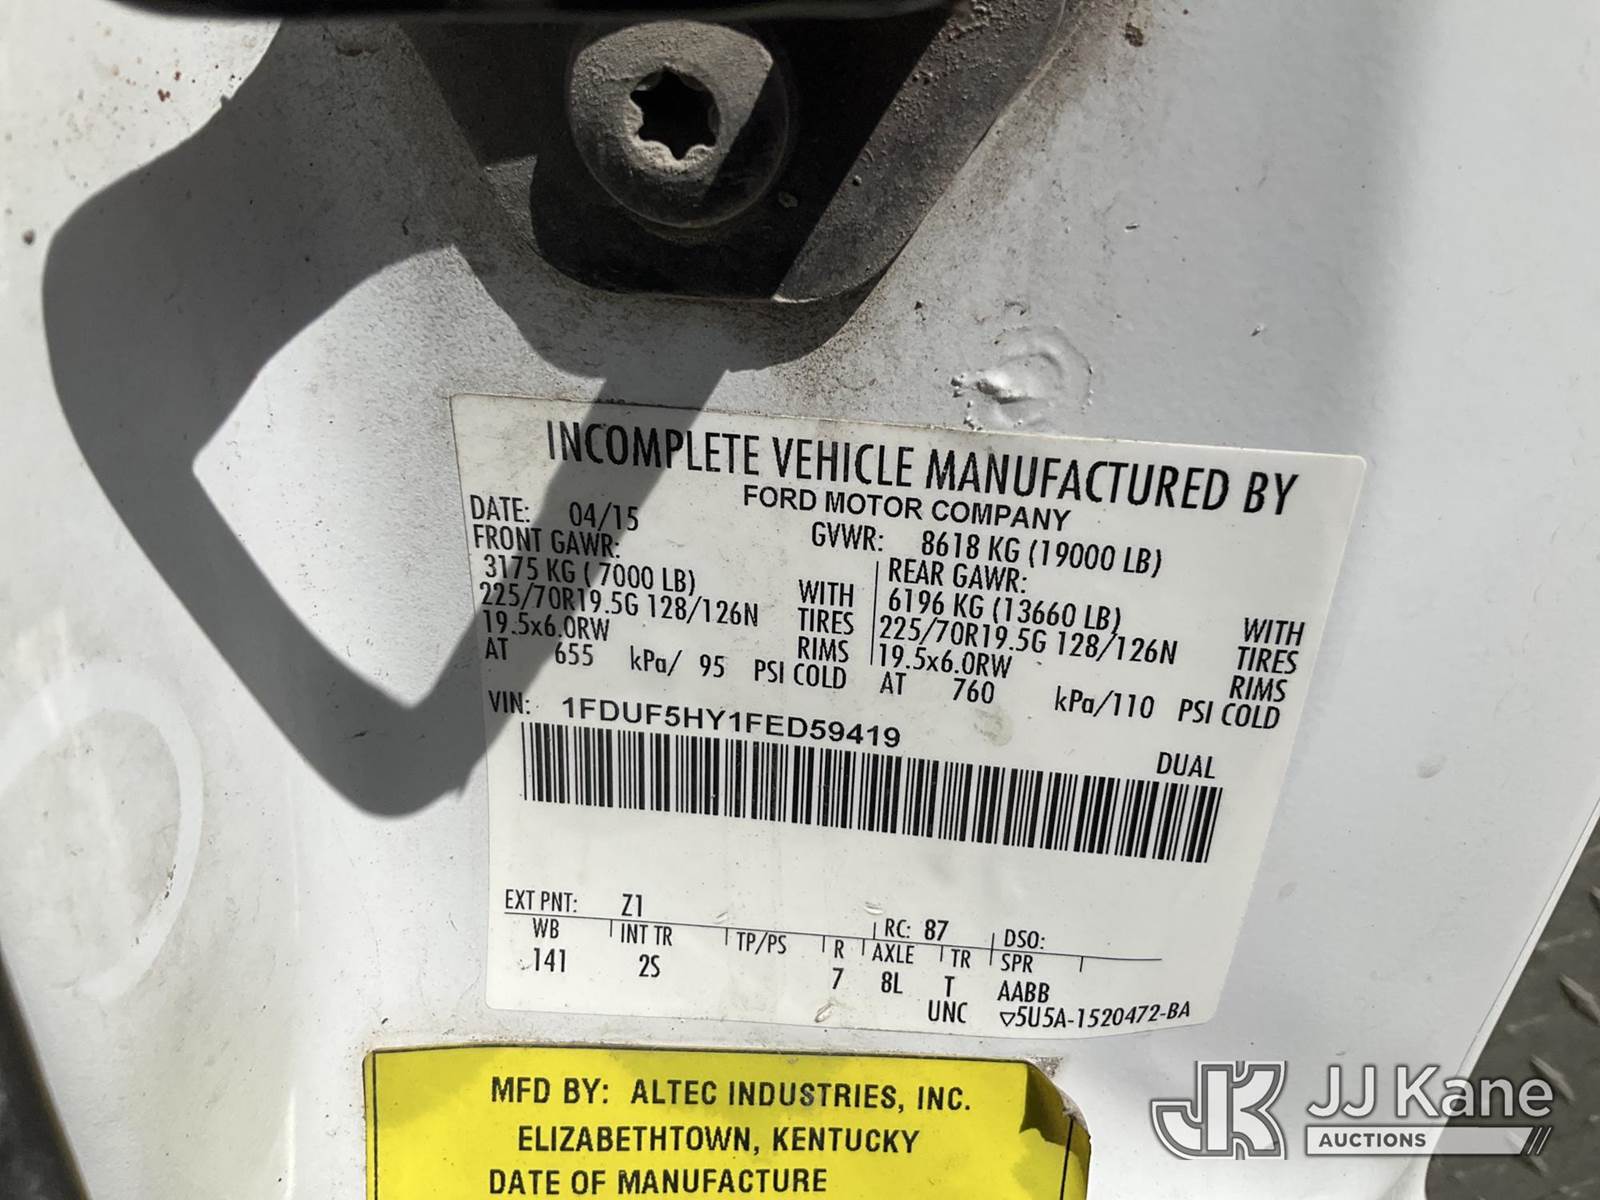 INCOMPLETE VEHICLE MANUFACTURED BY
FORD MOTOR COMPANY
DATE: 04/15 GVWR: 8618 KG (19000 LB)
FRONT GAWR: REAR GAWR:
3175 KG ( 7000 LB) WITH 6196 KG (13660 LB) WITH
225/70R19.5G 128/126N TIRES 225/70R19.5G 128/126N TIRES
19.5x6.0RW RIMS 19.5x6.0RW RIMS
AT 655 kPa/ 95 PSI COLD AT 760 kPa/110 PSI COLD
VIN: 1FDUF5HY1FED59419
DUAL
EXT PNT: Z1 RC: 87 DSO:
WB INT TR TP/PS R AXLE TR SPR
141 2S 7 8L T AABB
UNC ▽5U5A-1520472-BA
MFD BY: ALTEC INDUSTRIES, INC.
ELIZABETHTOWN, KENTUCKY
DATE OF MANUFACTURE
JK JJ Kane
AUCTIONS